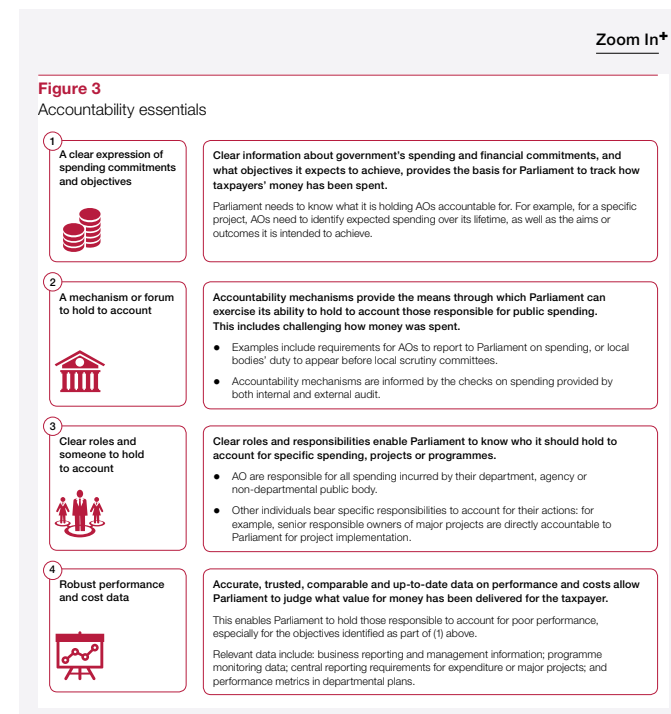 Zoom In+
Figure 3
Accountability essentials
1
A clear expression of
spending commitments
and objectives
Clear information about government's spending and financial commitments, and
what objectives it expects to achieve, provides the basis for Parliament to track how
taxpayers' money has been spent.
Parliament needs to know what it is holding AOs accountable for. For example, for a specific
project, AOs need to identify expected spending over its lifetime, as well as the aims or
outcomes it is intended to achieve.
2
A mechanism or forum
to hold to account
Accountability mechanisms provide the means through which Parliament can
exercise its ability to hold to account those responsible for public spending.
This includes challenging how money was spent.
● Examples include requirements for AOs to report to Parliament on spending, or local
bodies' duty to appear before local scrutiny committees.
● Accountability mechanisms are informed by the checks on spending provided by
both internal and external audit.
3
Clear roles and
someone to hold
to account
Clear roles and responsibilities enable Parliament to know who it should hold to
account for specific spending, projects or programmes.
● AO are responsible for all spending incurred by their department, agency or
non-departmental public body.
● Other individuals bear specific responsibilities to account for their actions: for
example, senior responsible owners of major projects are directly accountable to
Parliament for project implementation.
4
Robust performance
and cost data
Accurate, trusted, comparable and up-to-date data on performance and costs allow
Parliament to judge what value for money has been delivered for the taxpayer.
This enables Parliament to hold those responsible to account for poor performance,
especially for the objectives identified as part of (1) above.
Relevant data include: business reporting and management information; programme
monitoring data; central reporting requirements for expenditure or major projects; and
performance metrics in departmental plans.